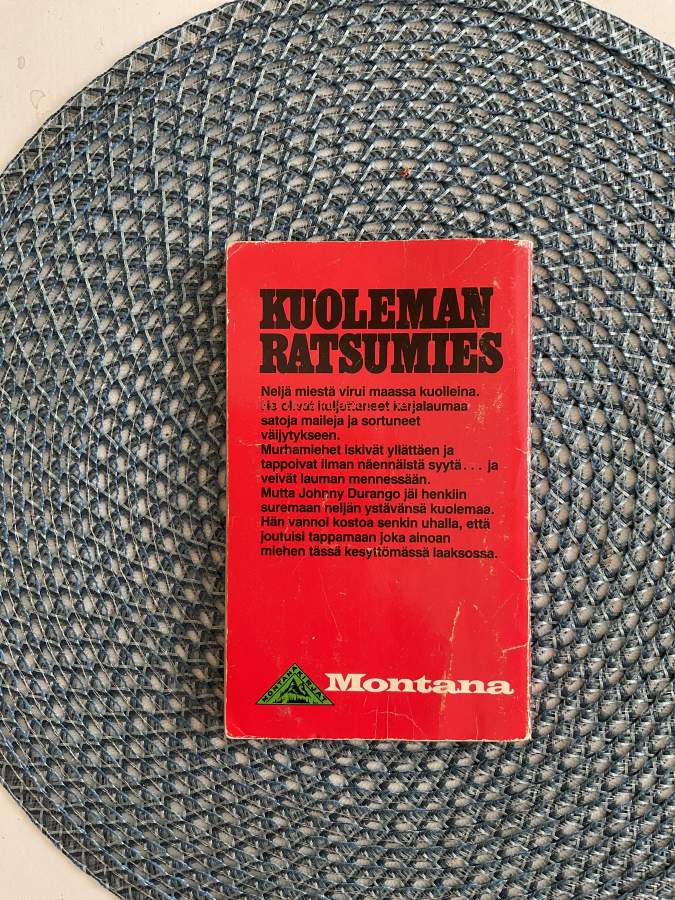 KUOLEMAN
RATSUMIES
Neljä miestä virui maassa kuolleina.
He olivat kuljettaneet karjalaumaa
satoja maileja ja sortuneet
väijytykseen.
Murhamiehet iskivät yllättäen ja
tappoivat ilman näennäistä syytä... ja
veivät lauman mennessään.
Mutta Johnny Durango jäi henkiin
suremaan neljän ystävänsä kuolemaa.
Hän vannoi kostoa senkin uhalla, että
joutuisi tappamaan joka ainoan
miehen tässä kesyttömässä laaksossa.
MONTANA KIRJAT
Montana